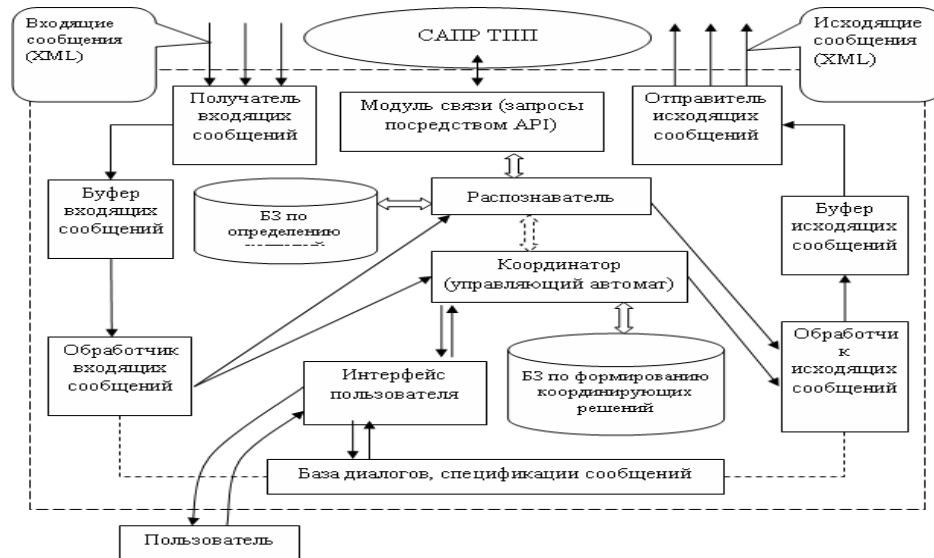 Входящие
сообщения
(XML)
САПР ТПП
Исходящие
сообщения
(XML)
Получатель
входящих
сообщений
Модуль связи (запросы
посредством API)
Отправитель
исходящих
сообщений
Буфер
входящих
сообщений
БЗ по
определению
Распознаватель
Буфер
исходящих
сообщений
Координатор
(управляющий автомат)
Обработчик
входящих
сообщений
Интерфейс
пользователя
БЗ по формированию
координирующих
решений
Обработчи
к
исходящих
сообщений
База диалогов, спецификации сообщений
Пользователь